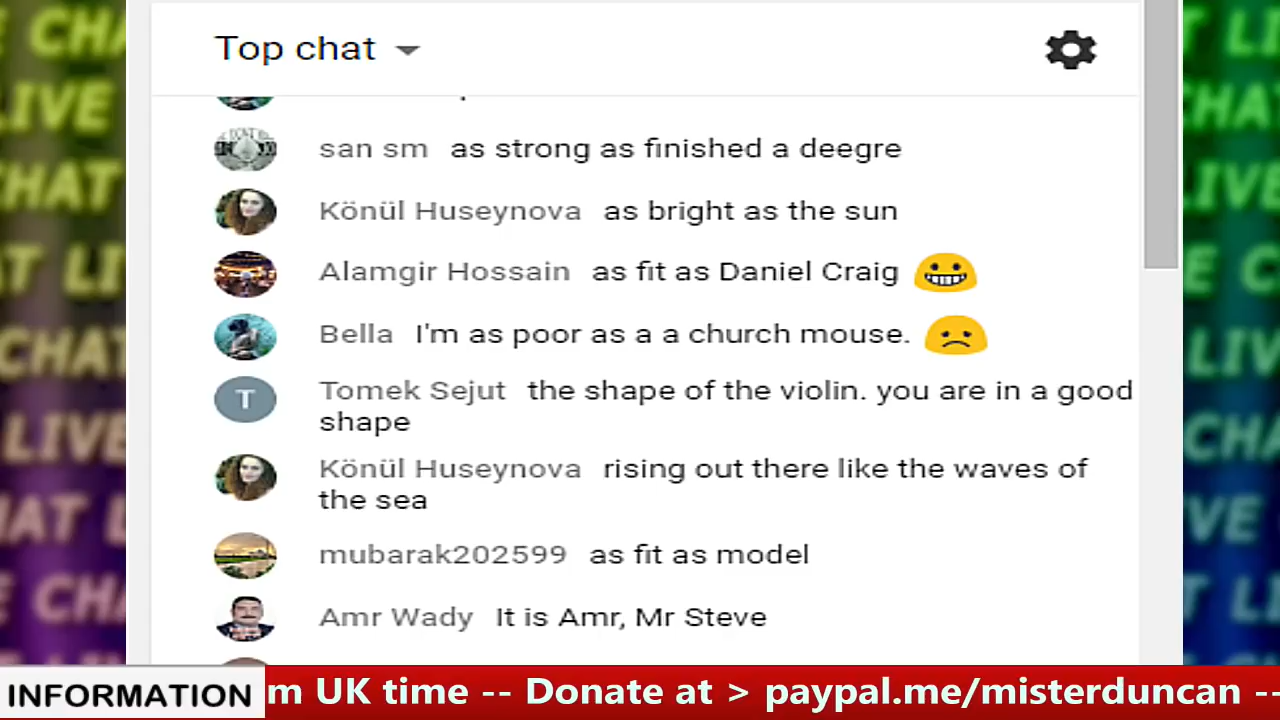 Top chat
san sm as strong as finished a deegre
Könül Huseynova as bright as the sun
Alamgir Hossain as fit as Daniel Craig
Bella I'm as poor as a a church mouse.
T Tomek Sejut the shape of the violin. you are in a good
shape
Könül Huseynova rising out there like the waves of
the sea
mubarak202599 as fit as model
Amr Wady It is Amr, Mr Steve
INFORMATION m UK time -- Donate at > paypal.me/misterduncan --